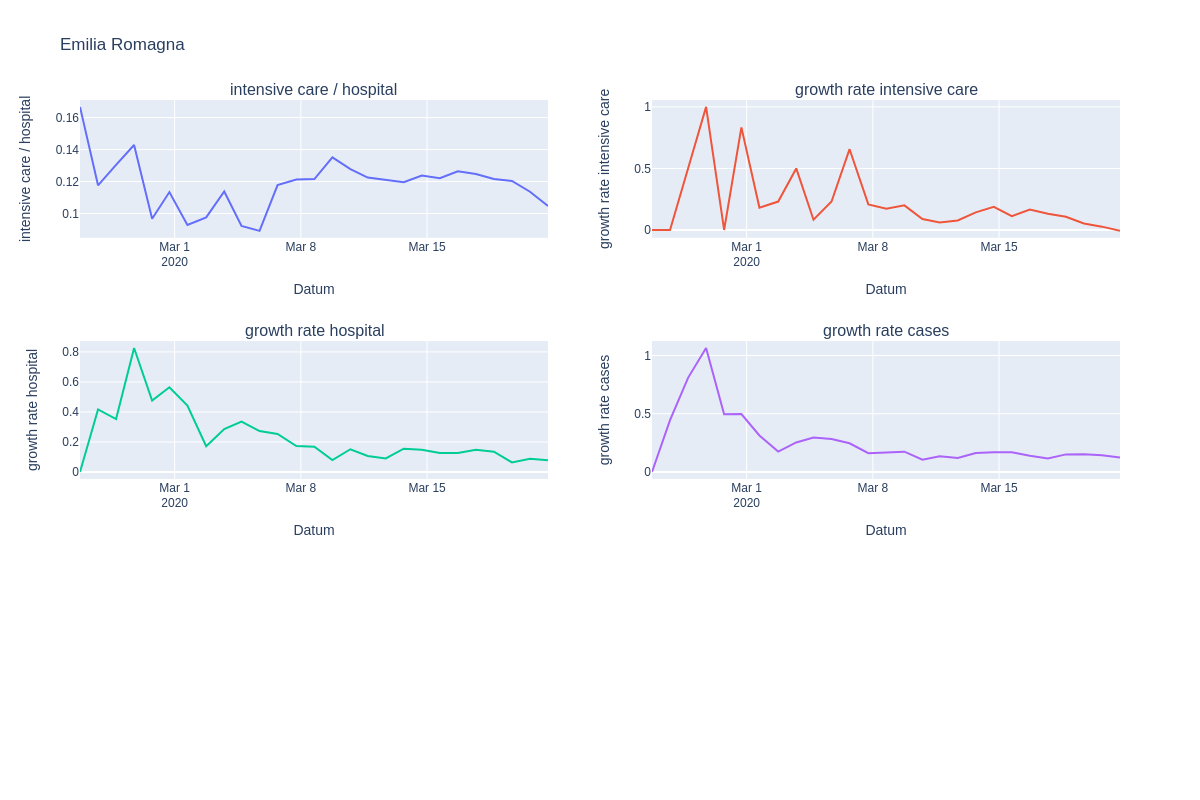 Emilia Romagna
intensive care / hospital
intensive care / hospital
0.16
0.14
0.12
0.1
Mar 1
2020
Mar 8
Mar 15
Datum
growth rate intensive care
growth rate intensive care
1
0.5
0
Mar 1
2020
Mar 8
Mar 15
Datum
growth rate hospital
growth rate hospital
0.8
0.6
0.4
0.2
0
Mar 1
2020
Mar 8
Mar 15
Datum
growth rate cases
growth rate cases
1
0.5
0
Mar 1
2020
Mar 8
Mar 15
Datum